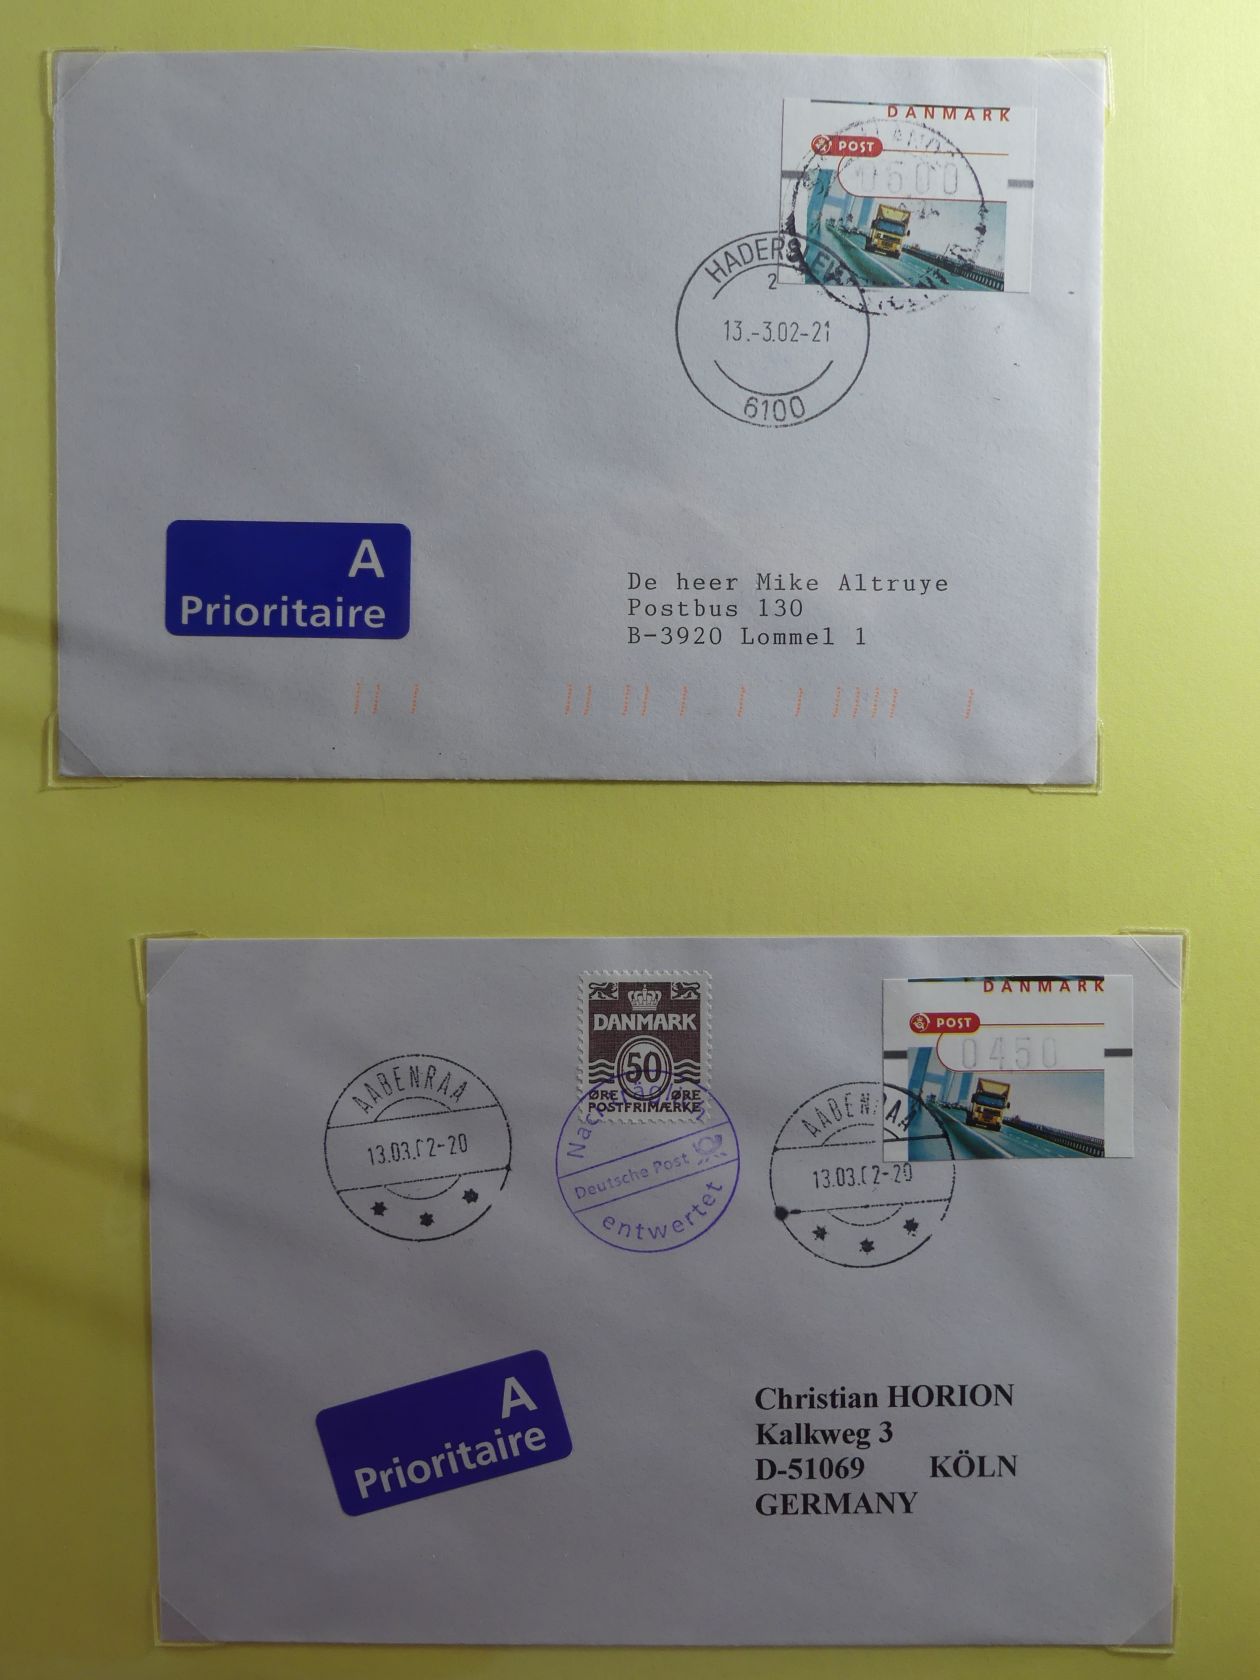 DANMARK
POST
0500
HADERSLEV
2
13.-3.02-21
6100
A
Prioritaire
De heer Mike Altruye
Postbus 130
B-3920 Lommel 1
DANMARK
50
ØRE ØRE
POSTFRIMÆRKE
DANMARK
POST
0450
AABENRAA
13.03.02-20
Nachträglich
Deutsche Post
entwertet
AABENRAA
13.03.02-20
A
Prioritaire
Christian HORION
Kalkweg 3
D-51069 KÖLN
GERMANY